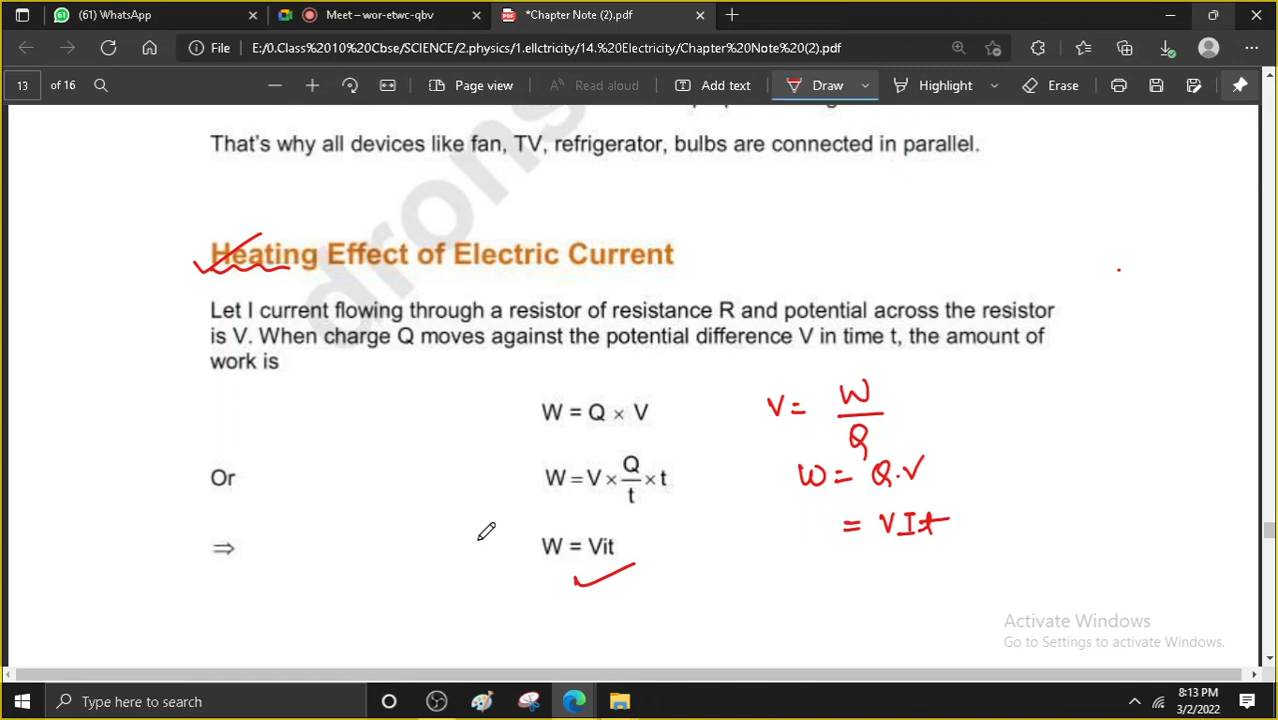 (61) WhatsApp
Meet – wor-etwc-qbv
*Chapter Note (2).pdf
File
E:/0.Class%2010%20Cbse/SCIENCE/2.physics/1.ellctricity/14.%20Electricity/Chapter%20Note%20(2).pdf
13 of 16
Page view
Read aloud
Add text
Draw
Highlight
Erase
That's why all devices like fan, TV, refrigerator, bulbs are connected in parallel.
drons
Heating Effect of Electric Current
Let I current flowing through a resistor of resistance R and potential across the resistor
is V. When charge Q moves against the potential difference V in time t, the amount of
work is
W = Q × V
V = W/Q
Or
W = V × Q/t × t
W = Q.V
= VIt
⇒ W = Vit
Activate Windows
Go to Settings to activate Windows.
Type here to search
8:13 PM
3/2/2022